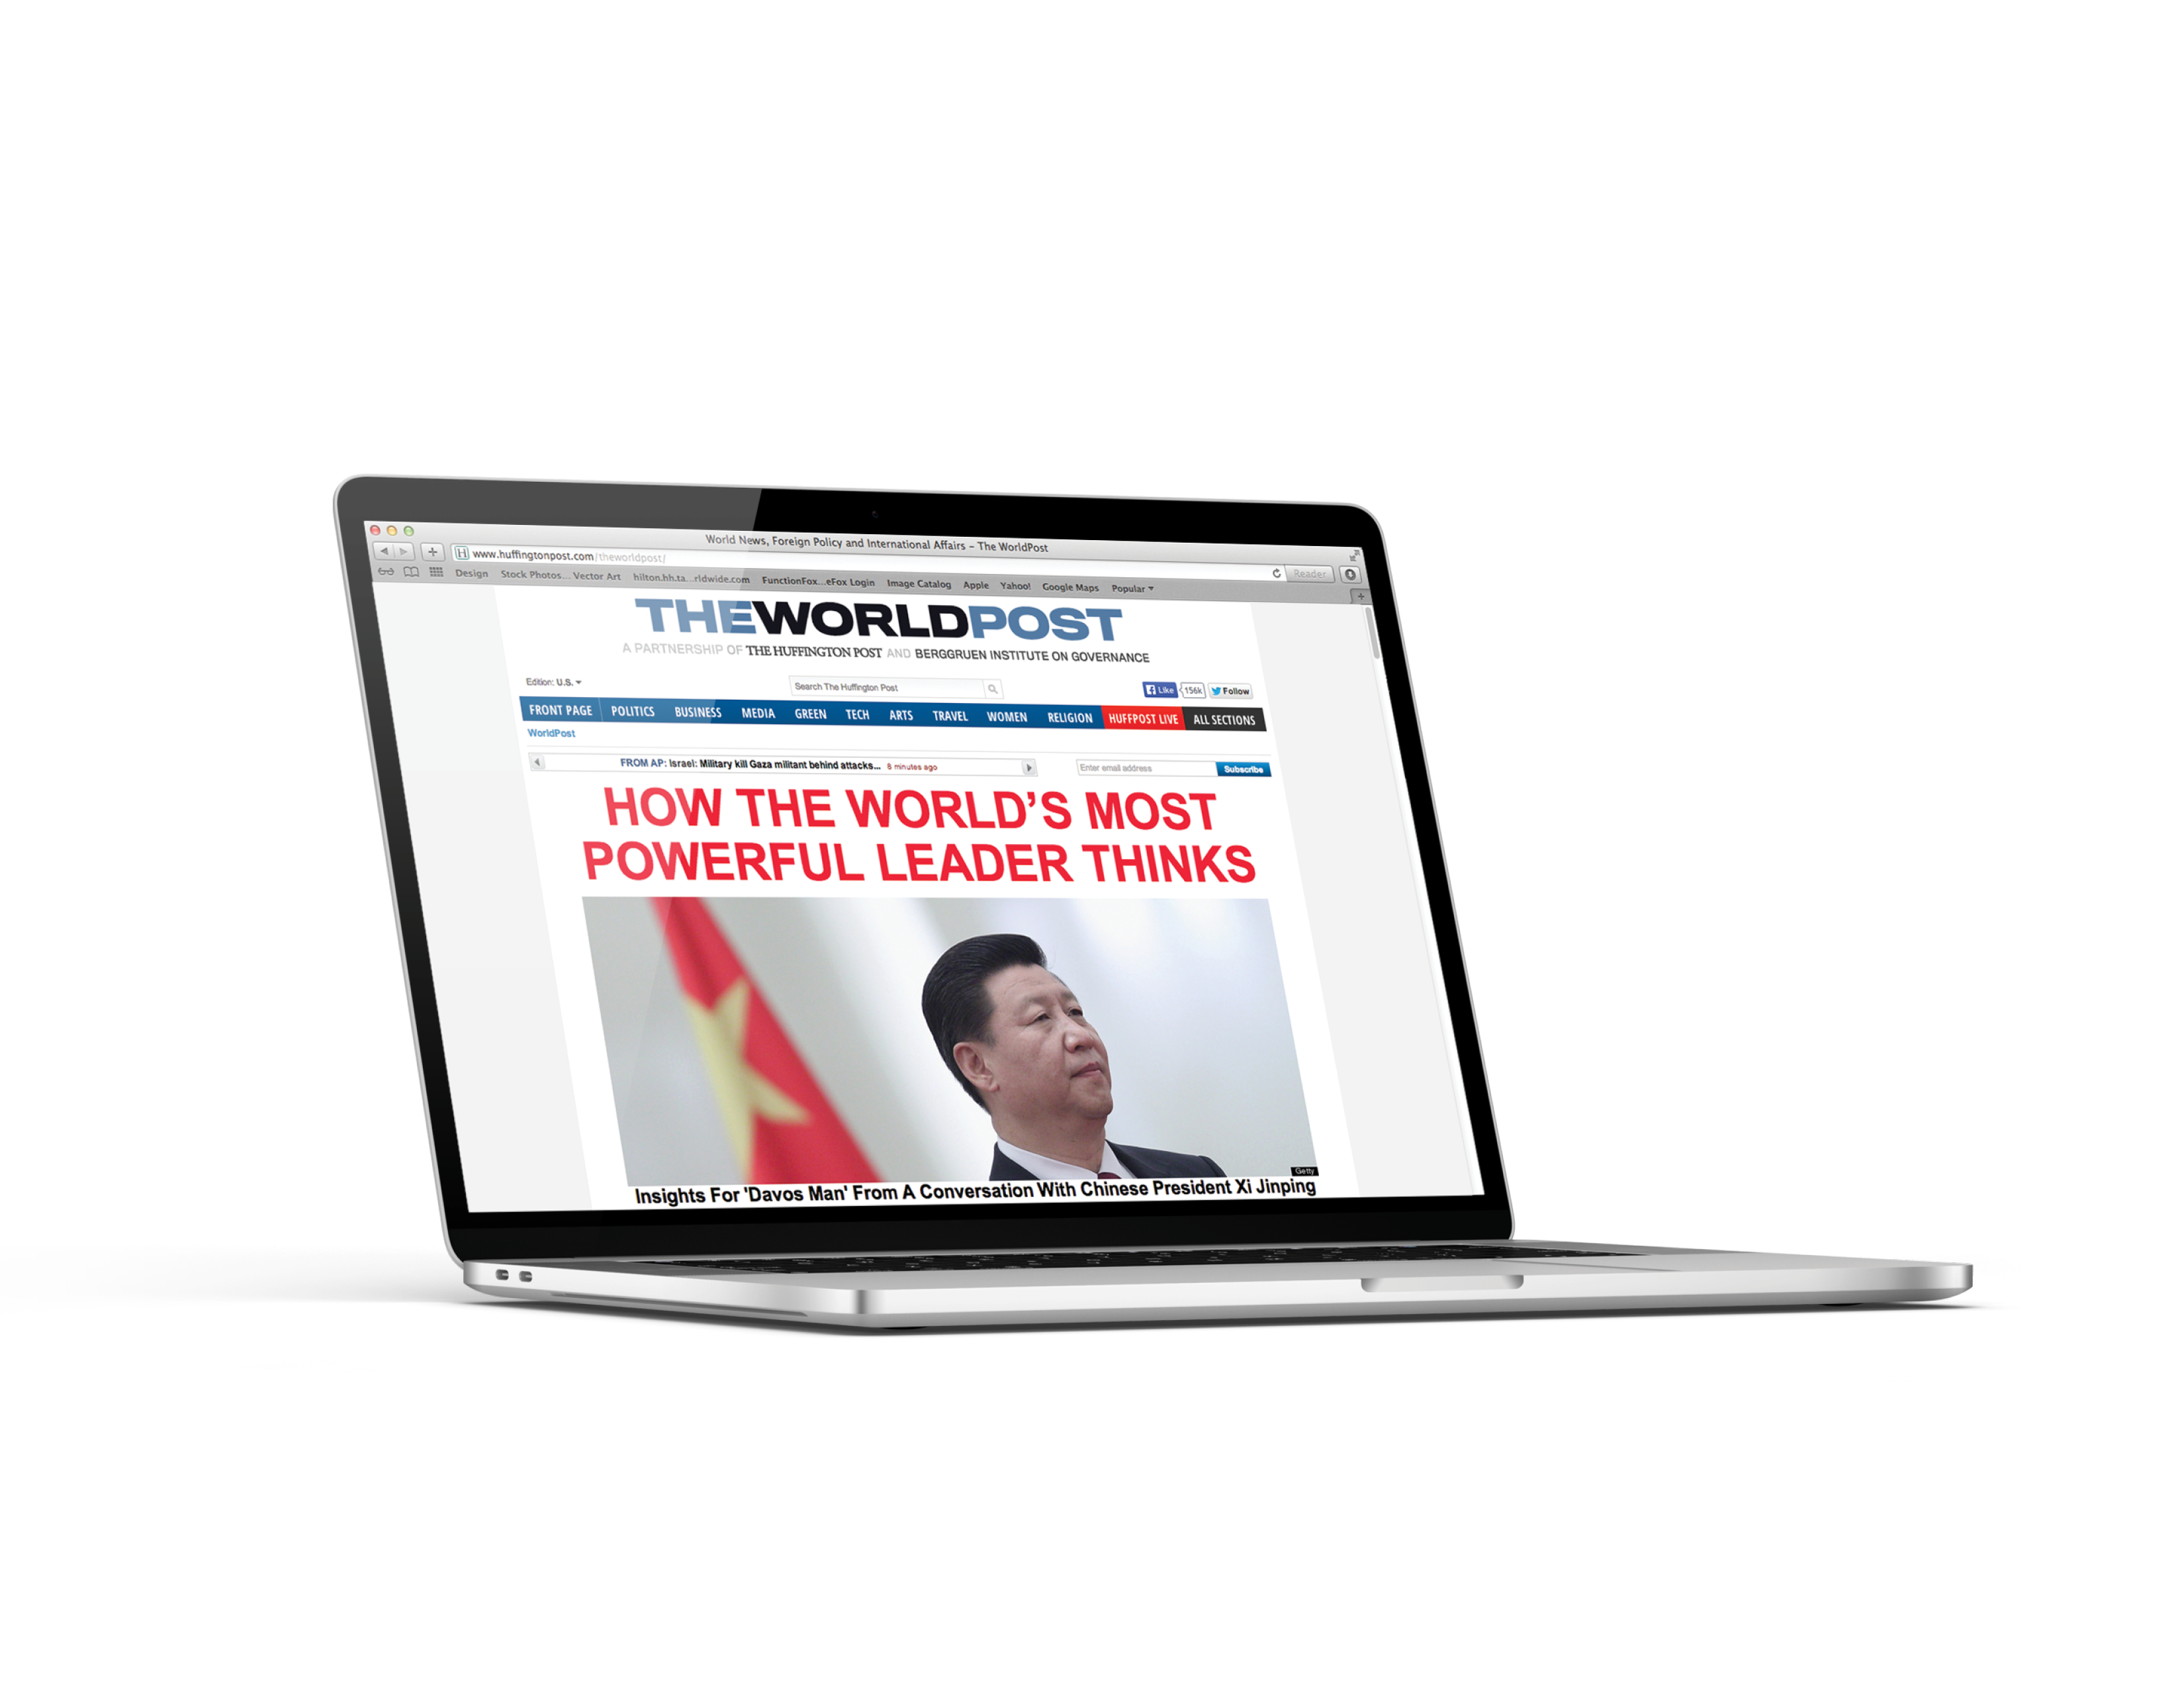 World News, Foreign Policy and International Affairs – The WorldPost
www.huffingtonpost.com/theworldpost/
Reader
Design Stock Photos... Vector Art hilton.hh.ta...rldwide.com FunctionFox...eFox Login Image Catalog Apple Yahoo! Google Maps Popular
THEWORLDPOST
A PARTNERSHIP OF THE HUFFINGTON POST AND BERGGRUEN INSTITUTE ON GOVERNANCE
Edition: U.S.
Search The Huffington Post
Like 156k Follow
FRONT PAGE POLITICS BUSINESS MEDIA GREEN TECH ARTS TRAVEL WOMEN RELIGION HUFFPOST LIVE ALL SECTIONS
WorldPost
FROM AP: Israel: Military kill Gaza militant behind attacks... 8 minutes ago
Enter email address Subscribe
HOW THE WORLD'S MOST
POWERFUL LEADER THINKS
Getty
Insights For 'Davos Man' From A Conversation With Chinese President Xi Jinping